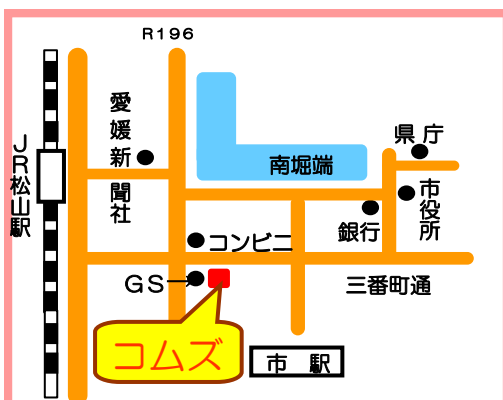 R196
愛媛新聞社
JR松山駅
南堀端
県庁
市役所
銀行
コンビニ
GS
三番町通
コムズ
市駅